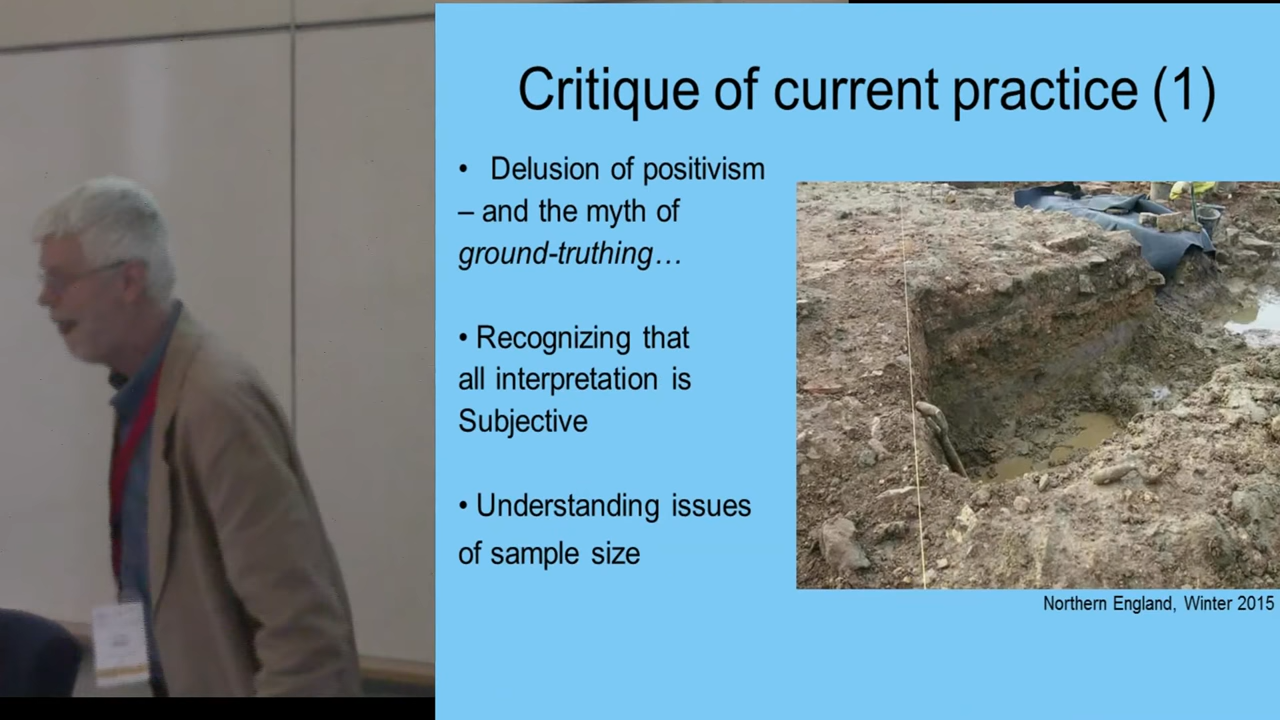 Critique of current practice (1)
• Delusion of positivism
– and the myth of
ground-truthing…
• Recognizing that
all interpretation is
Subjective
• Understanding issues
of sample size
Northern England, Winter 2015